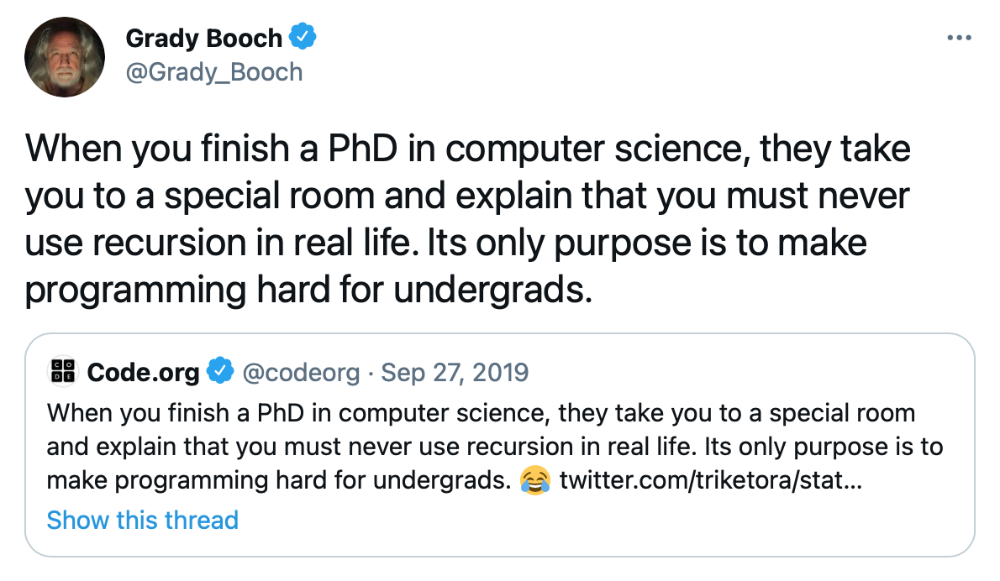 Grady Booch
@Grady_Booch
When you finish a PhD in computer science, they take
you to a special room and explain that you must never
use recursion in real life. Its only purpose is to make
programming hard for undergrads.
CO
DE
Code.org @codeorg · Sep 27, 2019
When you finish a PhD in computer science, they take you to a special room
and explain that you must never use recursion in real life. Its only purpose is to
make programming hard for undergrads. 😂 twitter.com/triketora/stat...
Show this thread